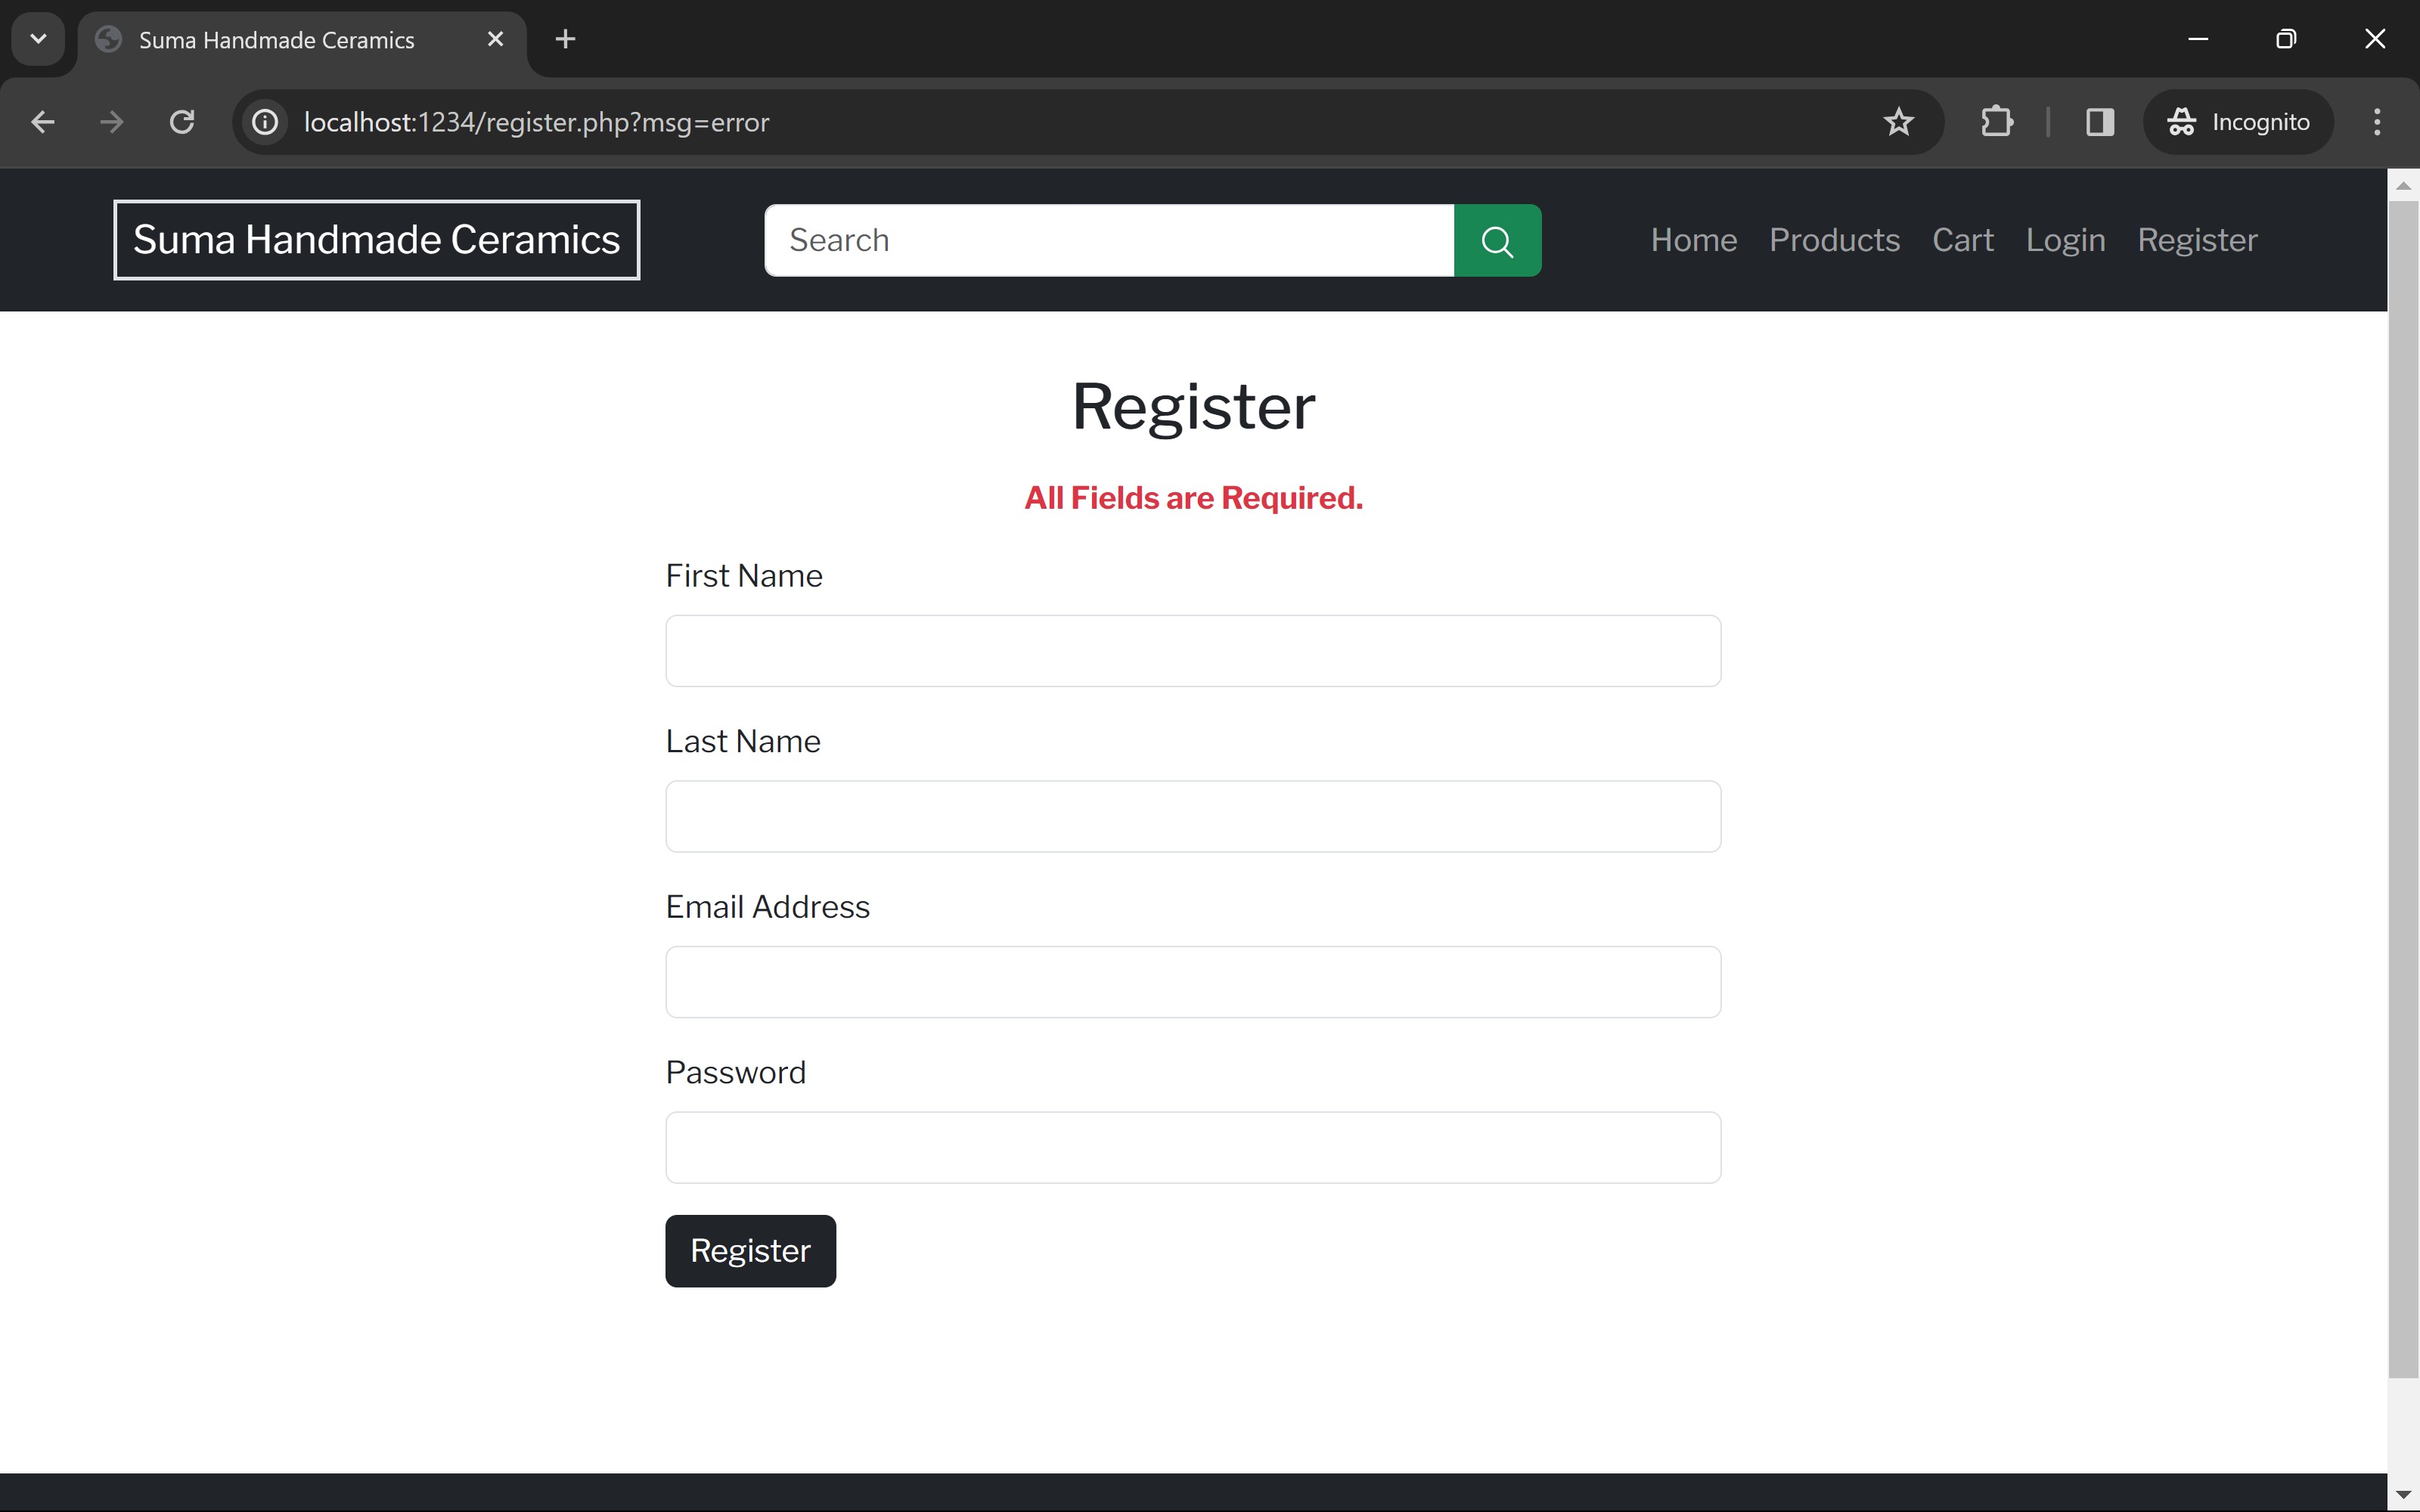 Suma Handmade Ceramics
localhost:1234/register.php?msg=error
Incognito
Suma Handmade Ceramics
Search
Home Products Cart Login Register
Register
All Fields are Required.
First Name
Last Name
Email Address
Password
Register